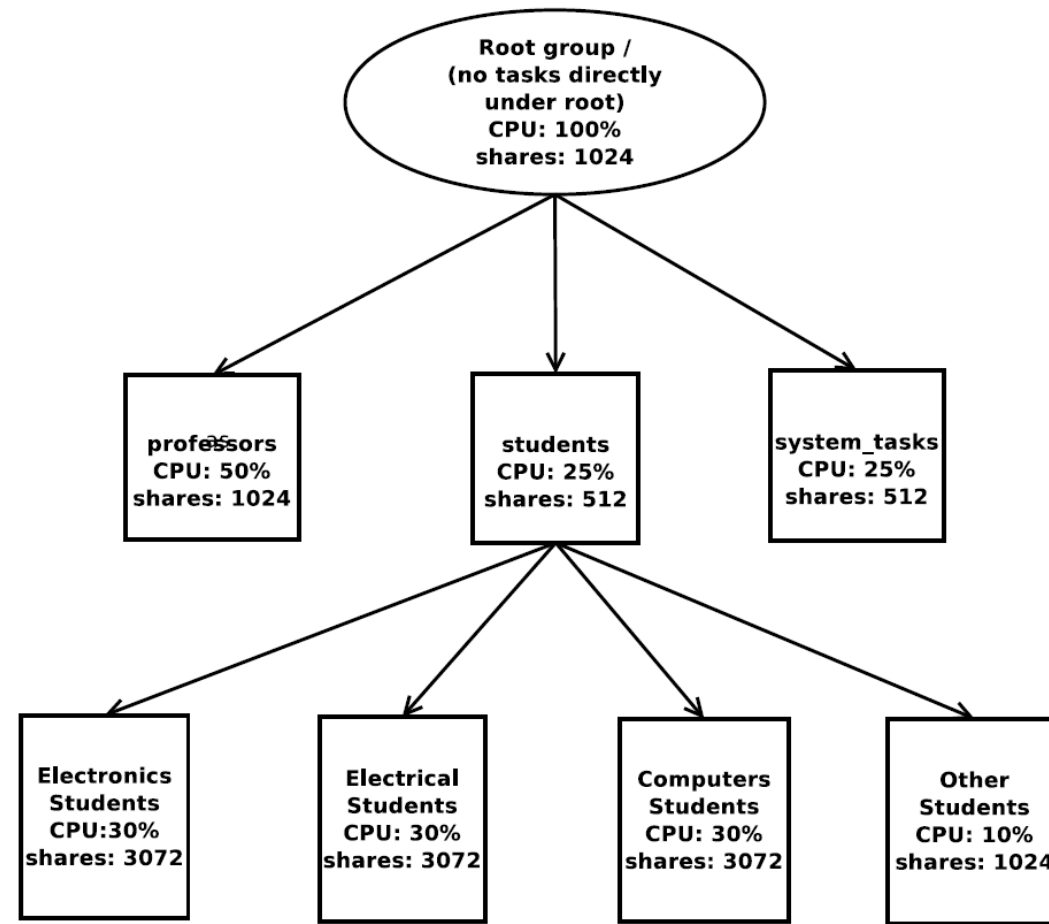 Root group /
(no tasks directly
under root)
CPU: 100%
shares: 1024
professors
as
CPU: 50%
shares: 1024
students
CPU: 25%
shares: 512
system_tasks
CPU: 25%
shares: 512
Electronics
Students
CPU:30%
shares: 3072
Electrical
Students
CPU: 30%
shares: 3072
Computers
Students
CPU: 30%
shares: 3072
Other
Students
CPU: 10%
shares: 1024